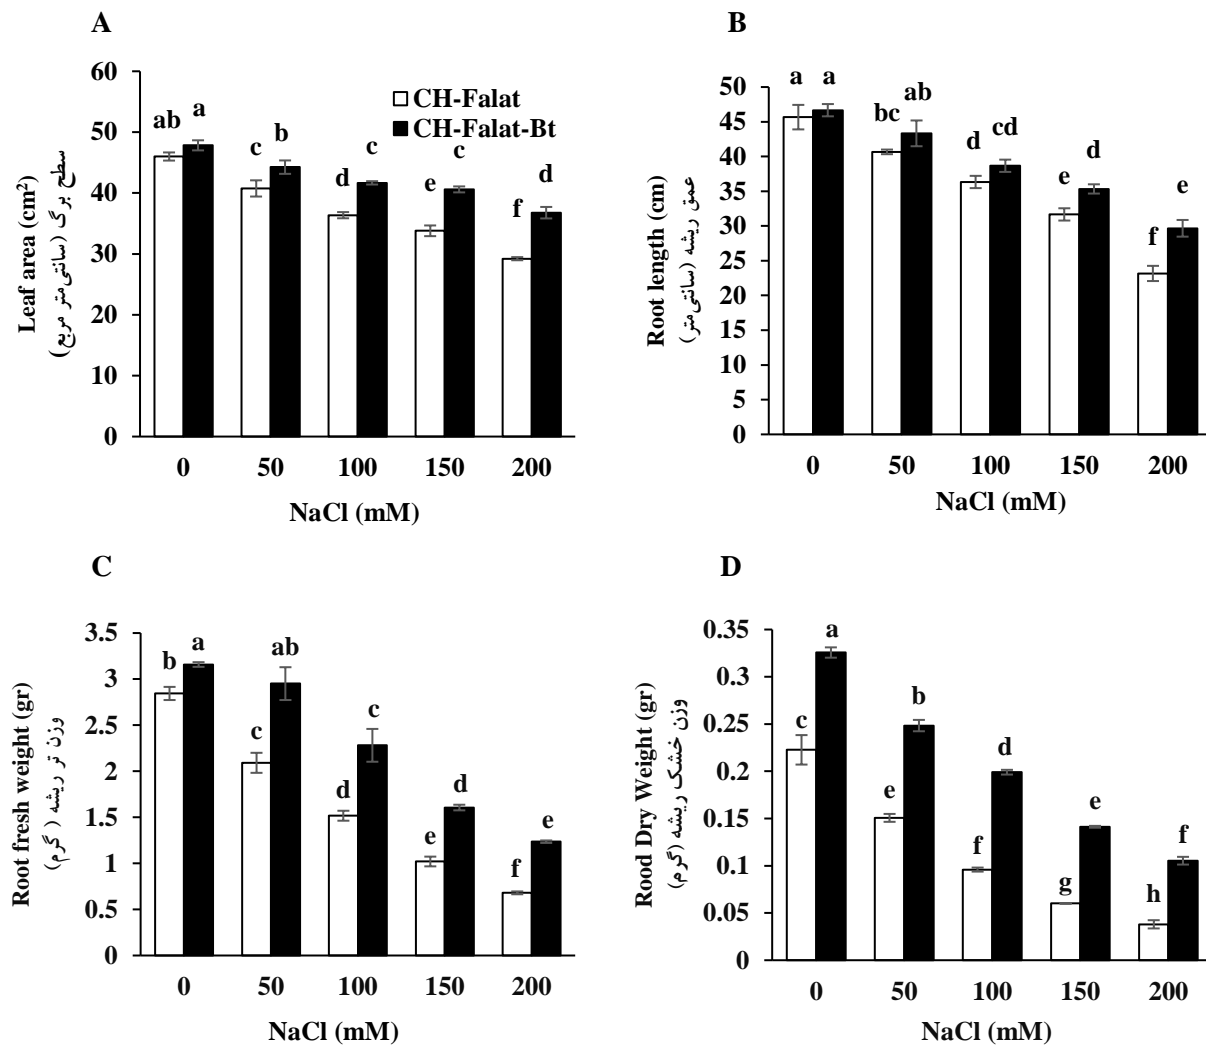 A
Leaf area (cm²)
سطح برگ (سانتی‌متر مربع)
60
50
40
30
20
10
0
CH-Falat
CH-Falat-Bt
ab a
c b
d c
e c
f d
0 50 100 150 200
NaCl (mM)
B
Root length (cm)
عمق ریشه (سانتی‌متر)
50
45
40
35
30
25
20
15
10
5
0
a a
bc ab
d cd
e d
f e
0 50 100 150 200
NaCl (mM)
C
Root fresh weight (gr)
وزن تر ریشه ( گرم)
3.5
3
2.5
2
1.5
1
0.5
0
b a
c ab
d c
e d
f e
0 50 100 150 200
NaCl (mM)
D
Rood Dry Weight (gr)
وزن خشک ریشه (گرم)
0.35
0.3
0.25
0.2
0.15
0.1
0.05
0
c a
e b
f d
g e
h f
0 50 100 150 200
NaCl (mM)